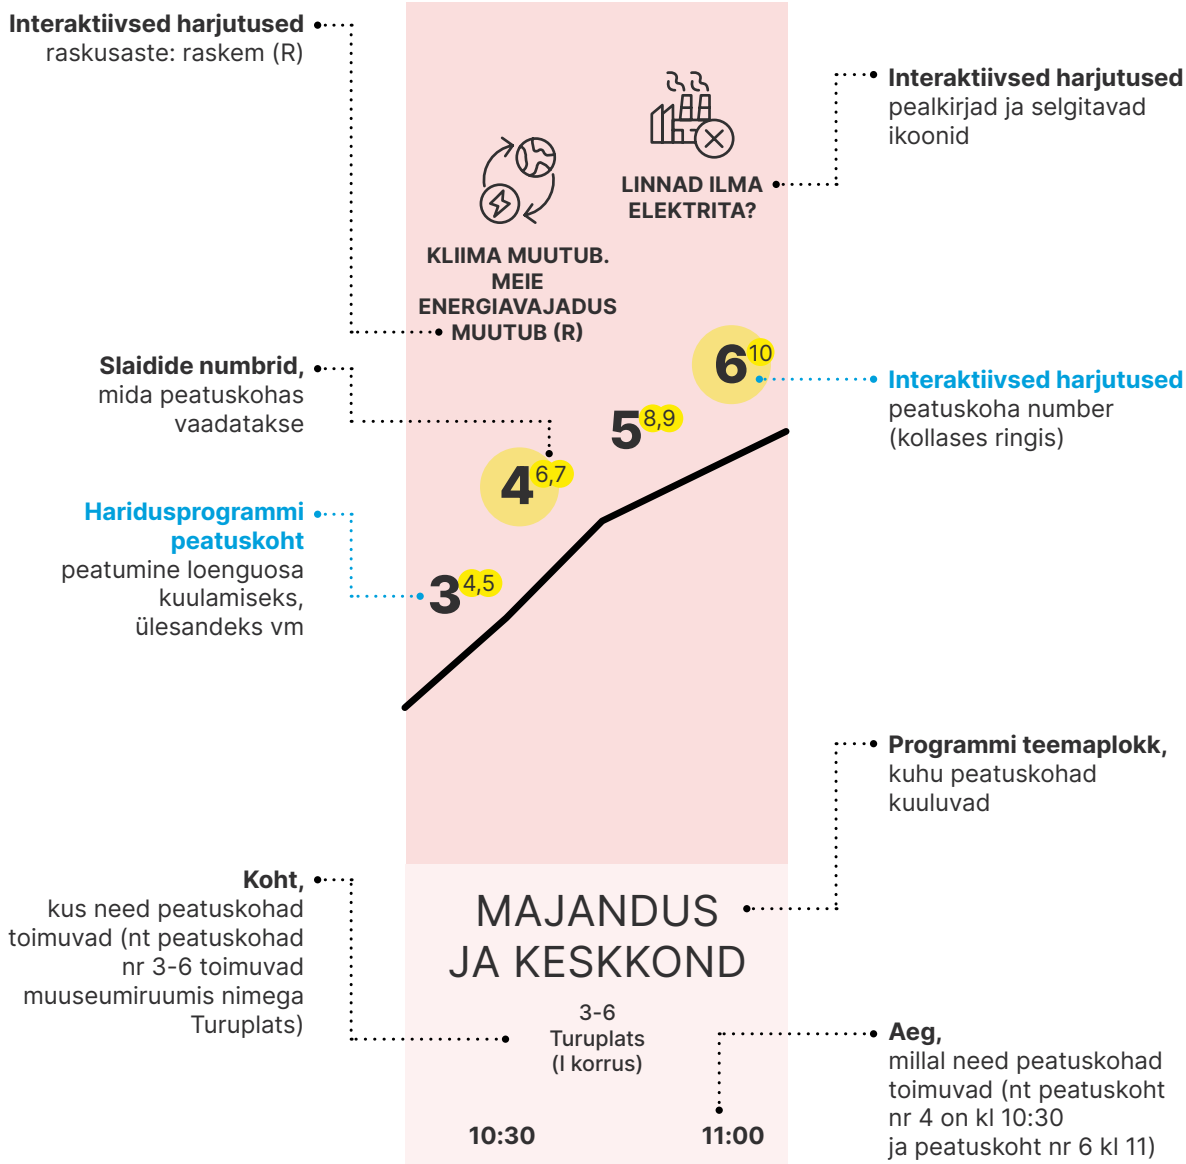 Interaktiivsed harjutused
raskusaste: raskem (R)
Interaktiivsed harjutused
pealkirjad ja selgitavad
ikoonid
LINNAD ILMA
ELEKTRITA?
KLIIMA MUUTUB.
MEIE
ENERGIAVAJADUS
MUUTUB (R)
Slaidide numbrid,
mida peatuskohas
vaadatakse
6 10
Interaktiivsed harjutused
peatuskoha number
(kollases ringis)
5 8,9
4 6,7
Haridusprogrammi
peatuskoht
peatumine loenguosa
kuulamiseks,
ülesandeks vm
3 4,5
Programmi teemaplokk,
kuhu peatuskohad
kuuluvad
Koht,
kus need peatuskohad
toimuvad (nt peatuskohad
nr 3-6 toimuvad
muuseumiruumis nimega
Turuplats)
MAJANDUS
JA KESKKOND
3-6
Turuplats
(I korrus)
Aeg,
millal need peatuskohad
toimuvad (nt peatuskoht
nr 4 on kl 10:30
ja peatuskoht nr 6 kl 11)
10:30 11:00